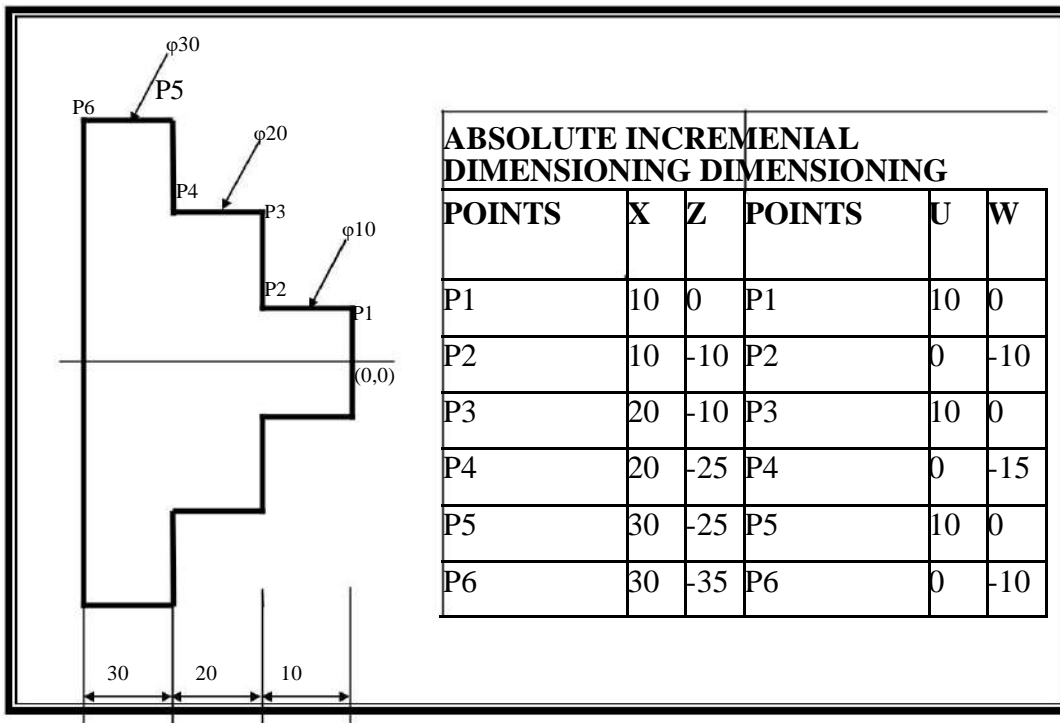 φ30
P5
P6
φ20
P4
P3
φ10
P2
P1
(0,0)
30 20 10
ABSOLUTE INCREMENIAL
DIMENSIONING DIMENSIONING
POINTS X Z POINTS U W
P1 10 0 P1 10 0
P2 10 -10 P2 0 -10
P3 20 -10 P3 10 0
P4 20 -25 P4 0 -15
P5 30 -25 P5 10 0
P6 30 -35 P6 0 -10